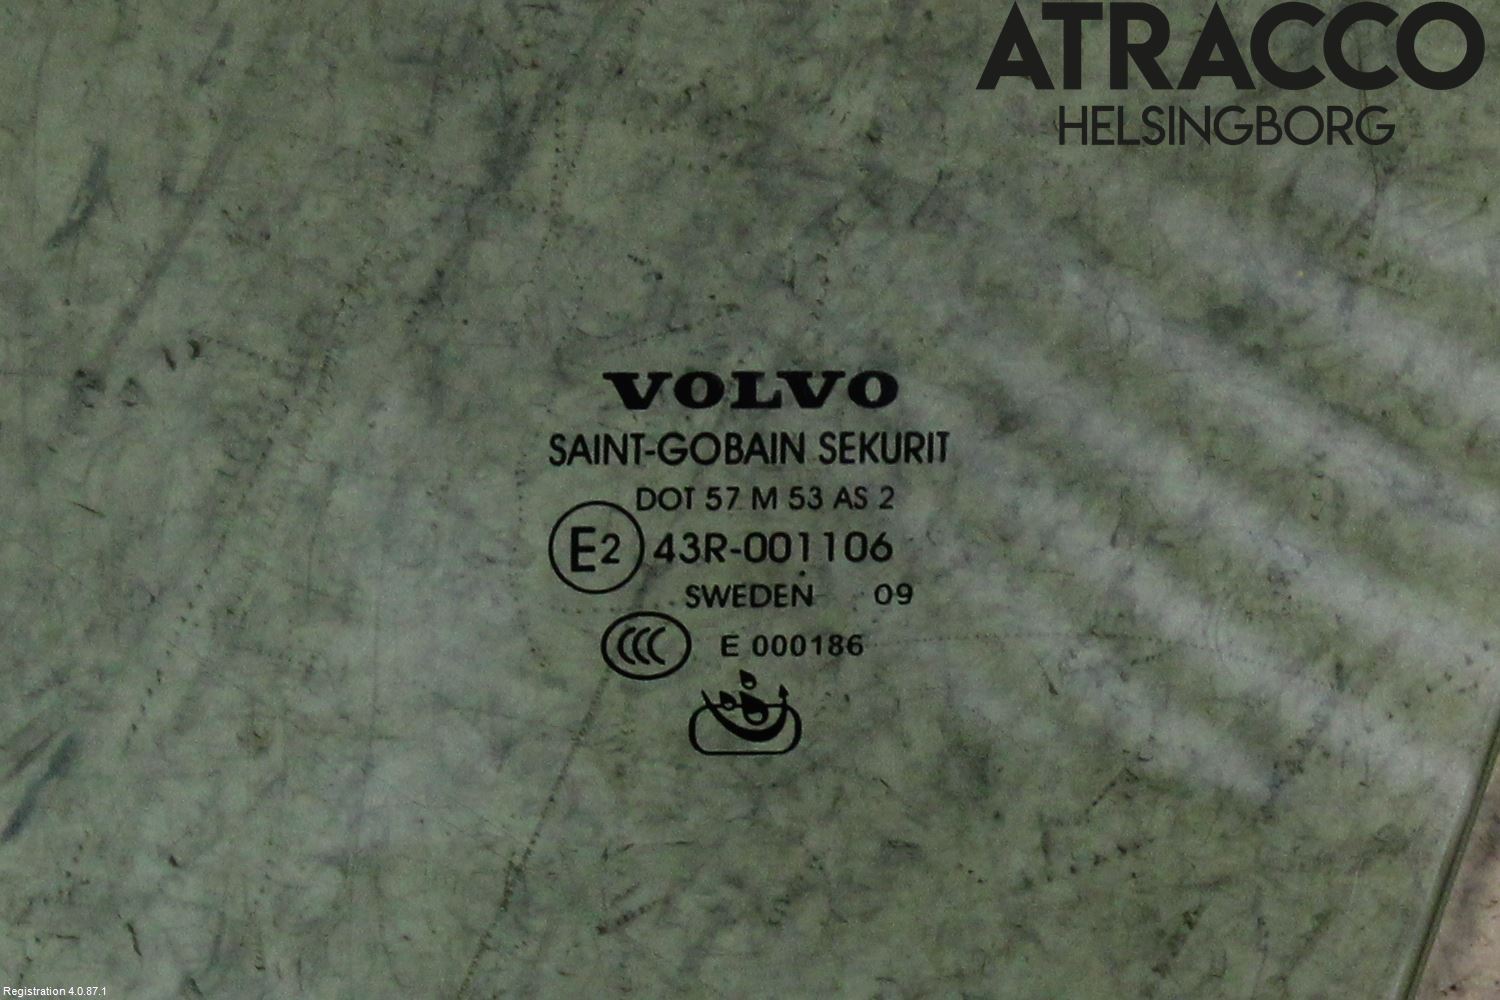 ATRACCO
HELSINGBORG
VOLVO
SAINT-GOBAIN SEKURIT
DOT 57 M 53 AS 2
E2 43R-001106
SWEDEN 09
CCC E 000186
Registration 4.0.87.1